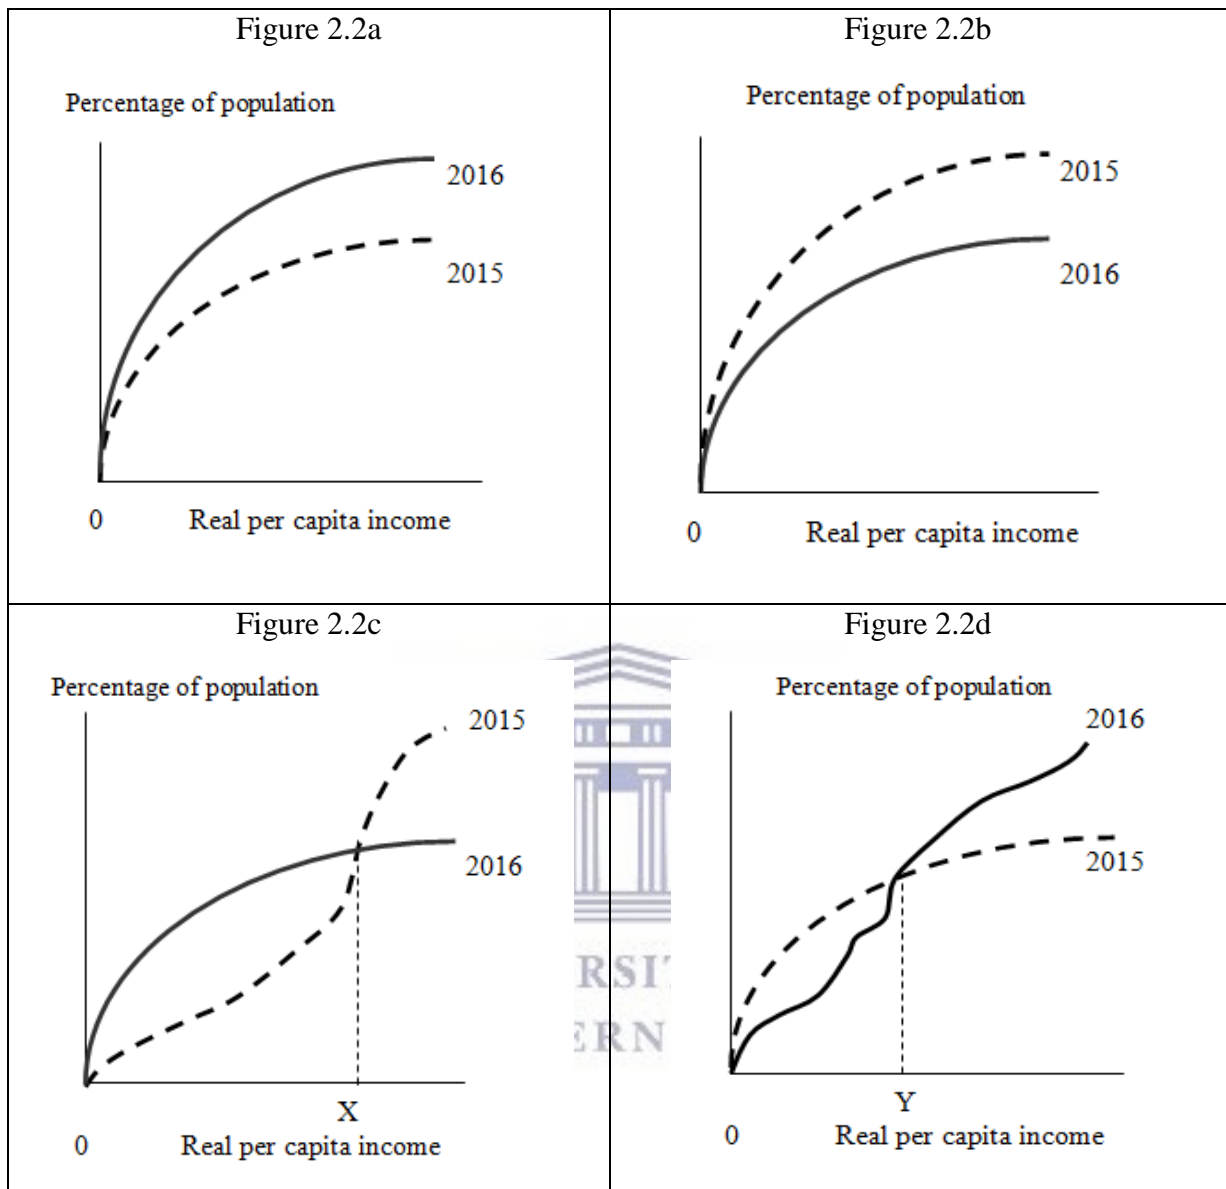 Figure 2.2a
Percentage of population
2016
2015
0
Real per capita income
Figure 2.2b
Percentage of population
2015
2016
0
Real per capita income
Figure 2.2c
Percentage of population
2015
2016
X
0
Real per capita income
Figure 2.2d
Percentage of population
2016
2015
Y
0
Real per capita income
RSI
ERN